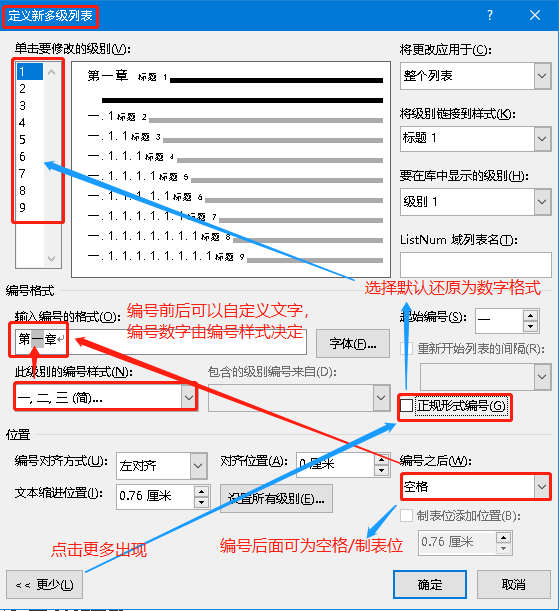 定义新多级列表
? ×
单击要修改的级别(V):
将更改应用于(C):
1
2
3
4
5
6
7
8
9
第一章 标题 1
一.1标题 2
一.1.1标题 3
一.1.1.1标题 4
一.1.1.1.1标题 5
一.1.1.1.1.1标题 6
一.1.1.1.1.1.1标题 7
一.1.1.1.1.1.1.1标题 8
一.1.1.1.1.1.1.1.1标题 9
整个列表
将级别链接到样式(K):
标题 1
要在库中显示的级别(H):
级别 1
ListNum 域列表名(T):
选择默认还原为数字格式
编号格式
输入编号的格式(O):
编号前后可以自定义文字,
编号数字由编号样式决定
起始编号(S):
一
第一章
字体(F)...
重新开始列表的间隔(R):
此级别的编号样式(N):
包含的级别编号来自(D):
一, 二, 三 (简)...
正规形式编号(G)
位置
编号对齐方式(U):
左对齐
对齐位置(A):
0 厘米
编号之后(W):
空格
文本缩进位置(I):
0.76 厘米
设置所有级别(E)...
制表位添加位置(B):
0.76 厘米
点击更多出现
编号后面可为空格/制表位
<< 更少(L)
确定
取消